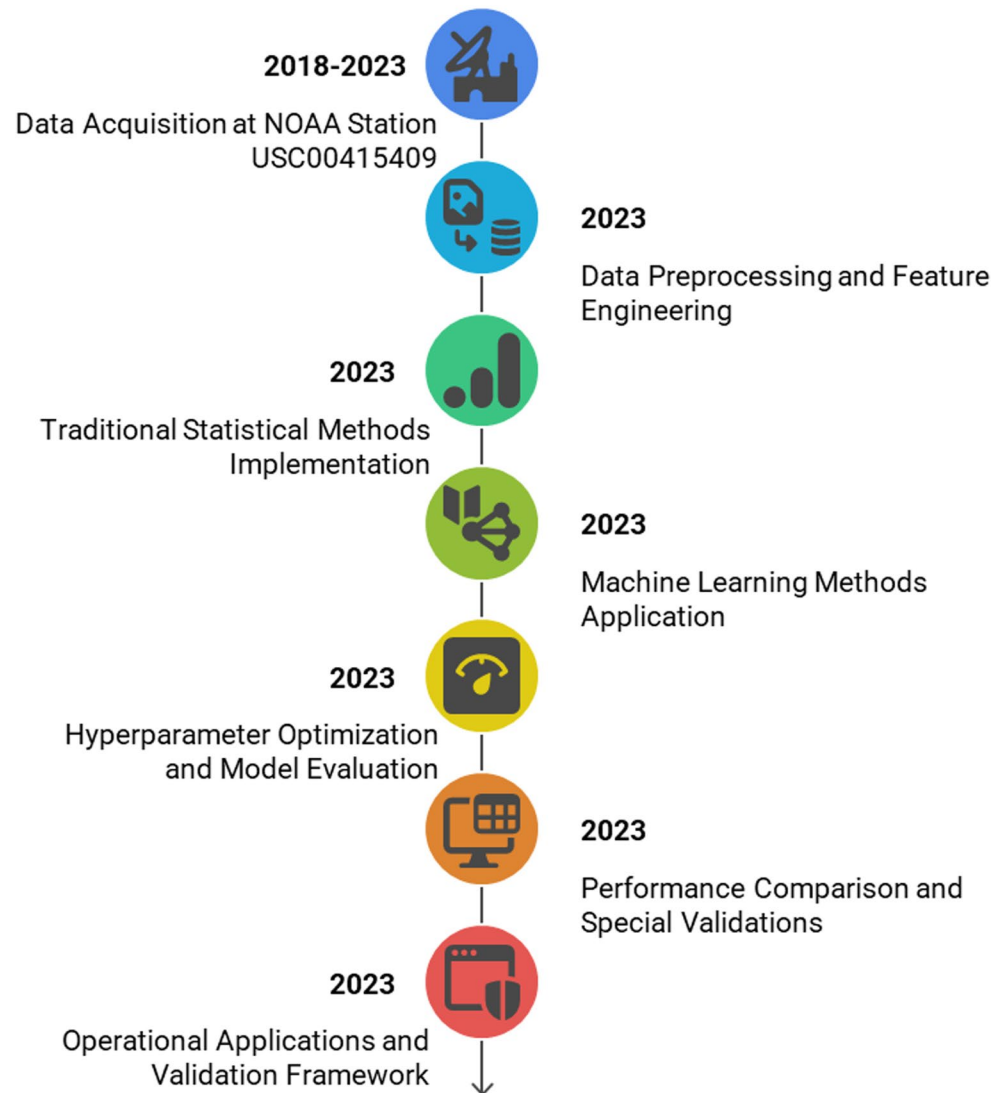 2018-2023
Data Acquisition at NOAA Station
USC00415409
2023
Data Preprocessing and Feature
Engineering
2023
Traditional Statistical Methods
Implementation
2023
Machine Learning Methods
Application
2023
Hyperparameter Optimization
and Model Evaluation
2023
Performance Comparison and
Special Validations
2023
Operational Applications and
Validation Framework